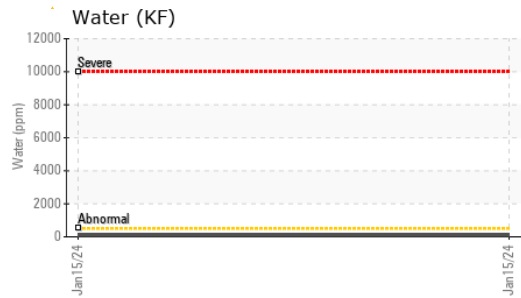 Water (KF)
12000
10000
8000
6000
4000
2000
0
Water (ppm)
Severe
Abnormal
Jan15/24
Jan15/24